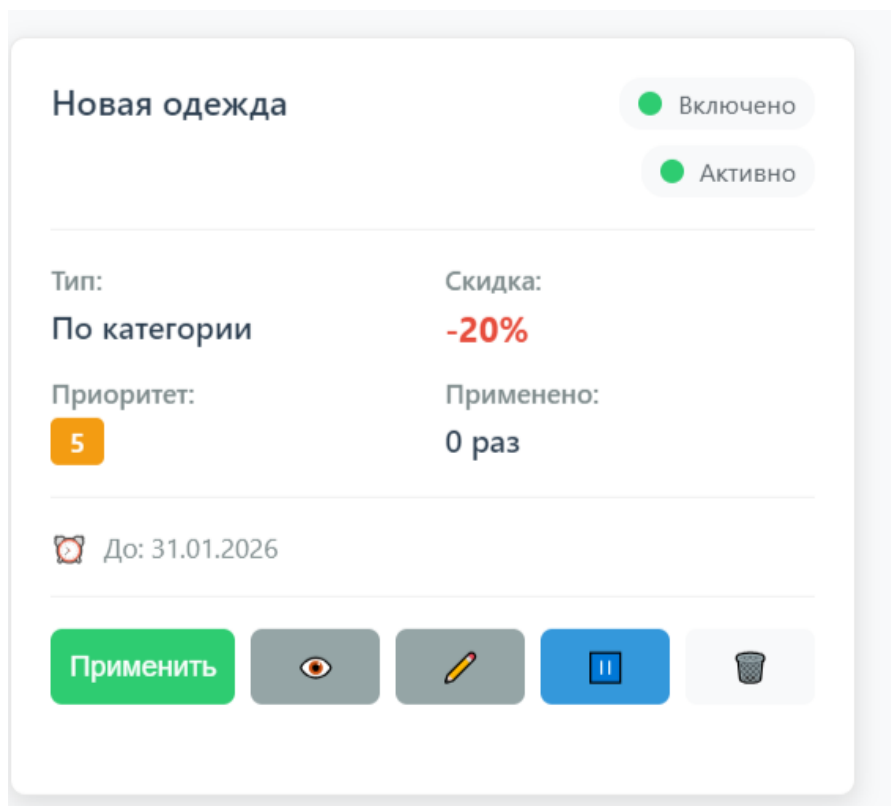 Новая одежда
Включено
Активно
Тип:
Скидка:
По категории
-20%
Приоритет:
Применено:
5
0 раз
До: 31.01.2026
Применить